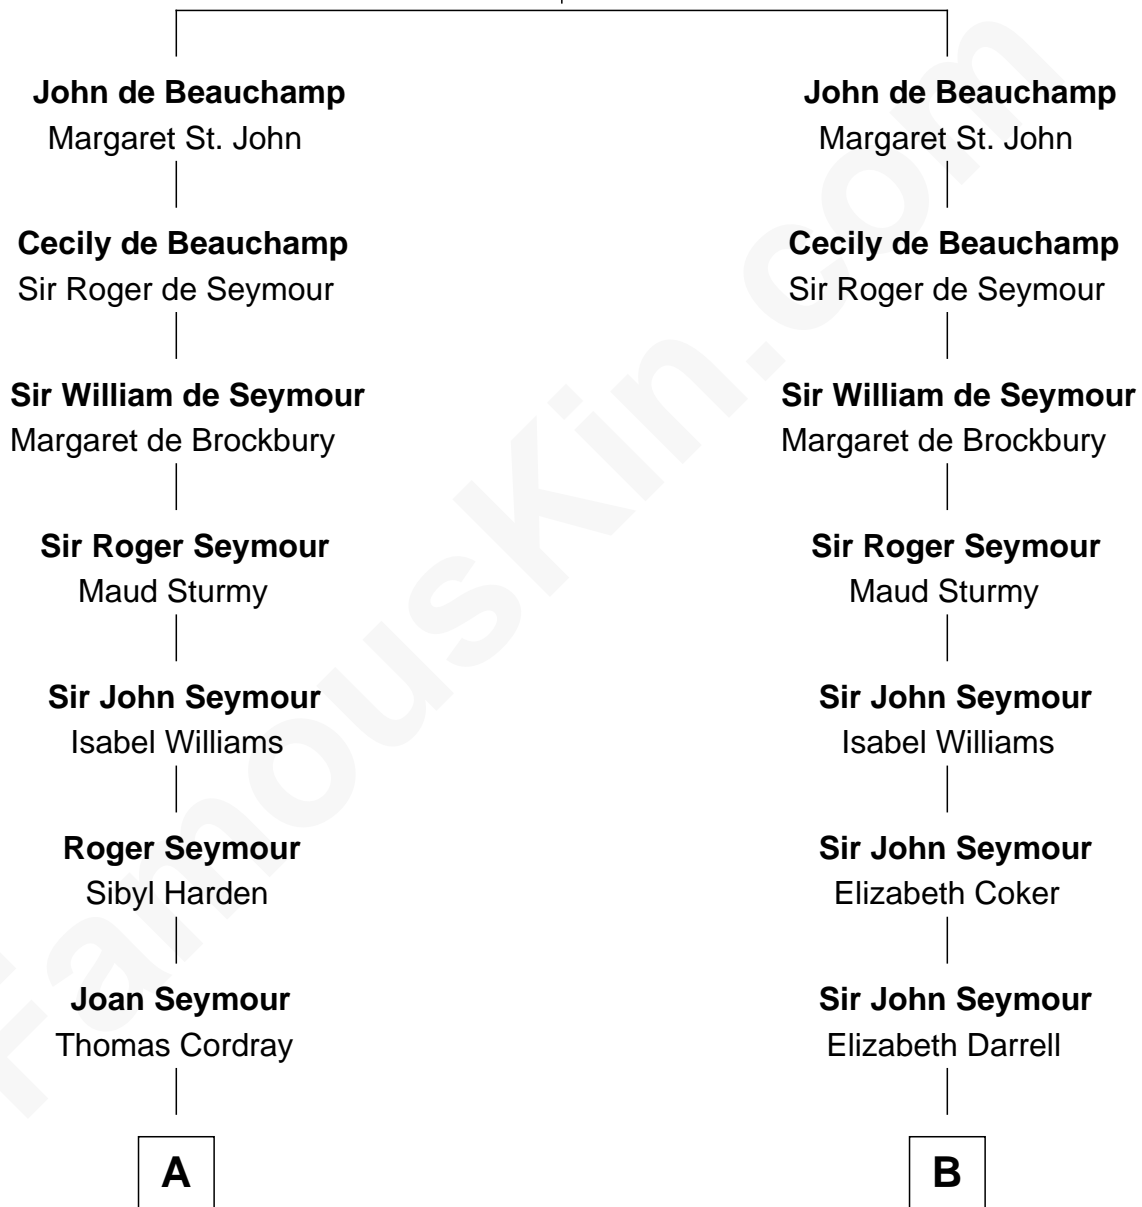 John de Beauchamp
Margaret St. John
Cecily de Beauchamp
Sir Roger de Seymour
Sir William de Seymour
Margaret de Brockbury
Sir Roger Seymour
Maud Sturmy
Sir John Seymour
Isabel Williams
Roger Seymour
Sibyl Harden
Joan Seymour
Thomas Cordray
A
John de Beauchamp
Margaret St. John
Cecily de Beauchamp
Sir Roger de Seymour
Sir William de Seymour
Margaret de Brockbury
Sir Roger Seymour
Maud Sturmy
Sir John Seymour
Isabel Williams
Sir John Seymour
Elizabeth Coker
Sir John Seymour
Elizabeth Darrell
B
FamousKin.com